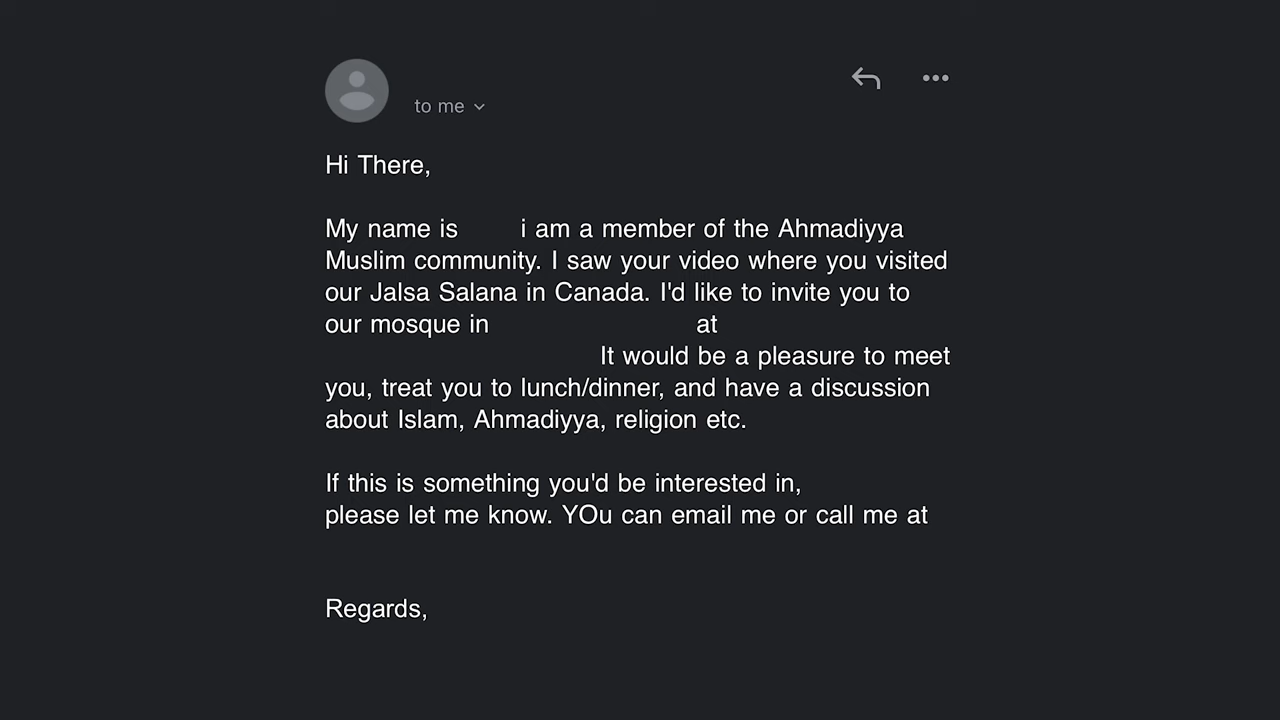 to me
Hi There,
My name is i am a member of the Ahmadiyya
Muslim community. I saw your video where you visited
our Jalsa Salana in Canada. I'd like to invite you to
our mosque in at
It would be a pleasure to meet
you, treat you to lunch/dinner, and have a discussion
about Islam, Ahmadiyya, religion etc.
If this is something you'd be interested in,
please let me know. YOu can email me or call me at
Regards,